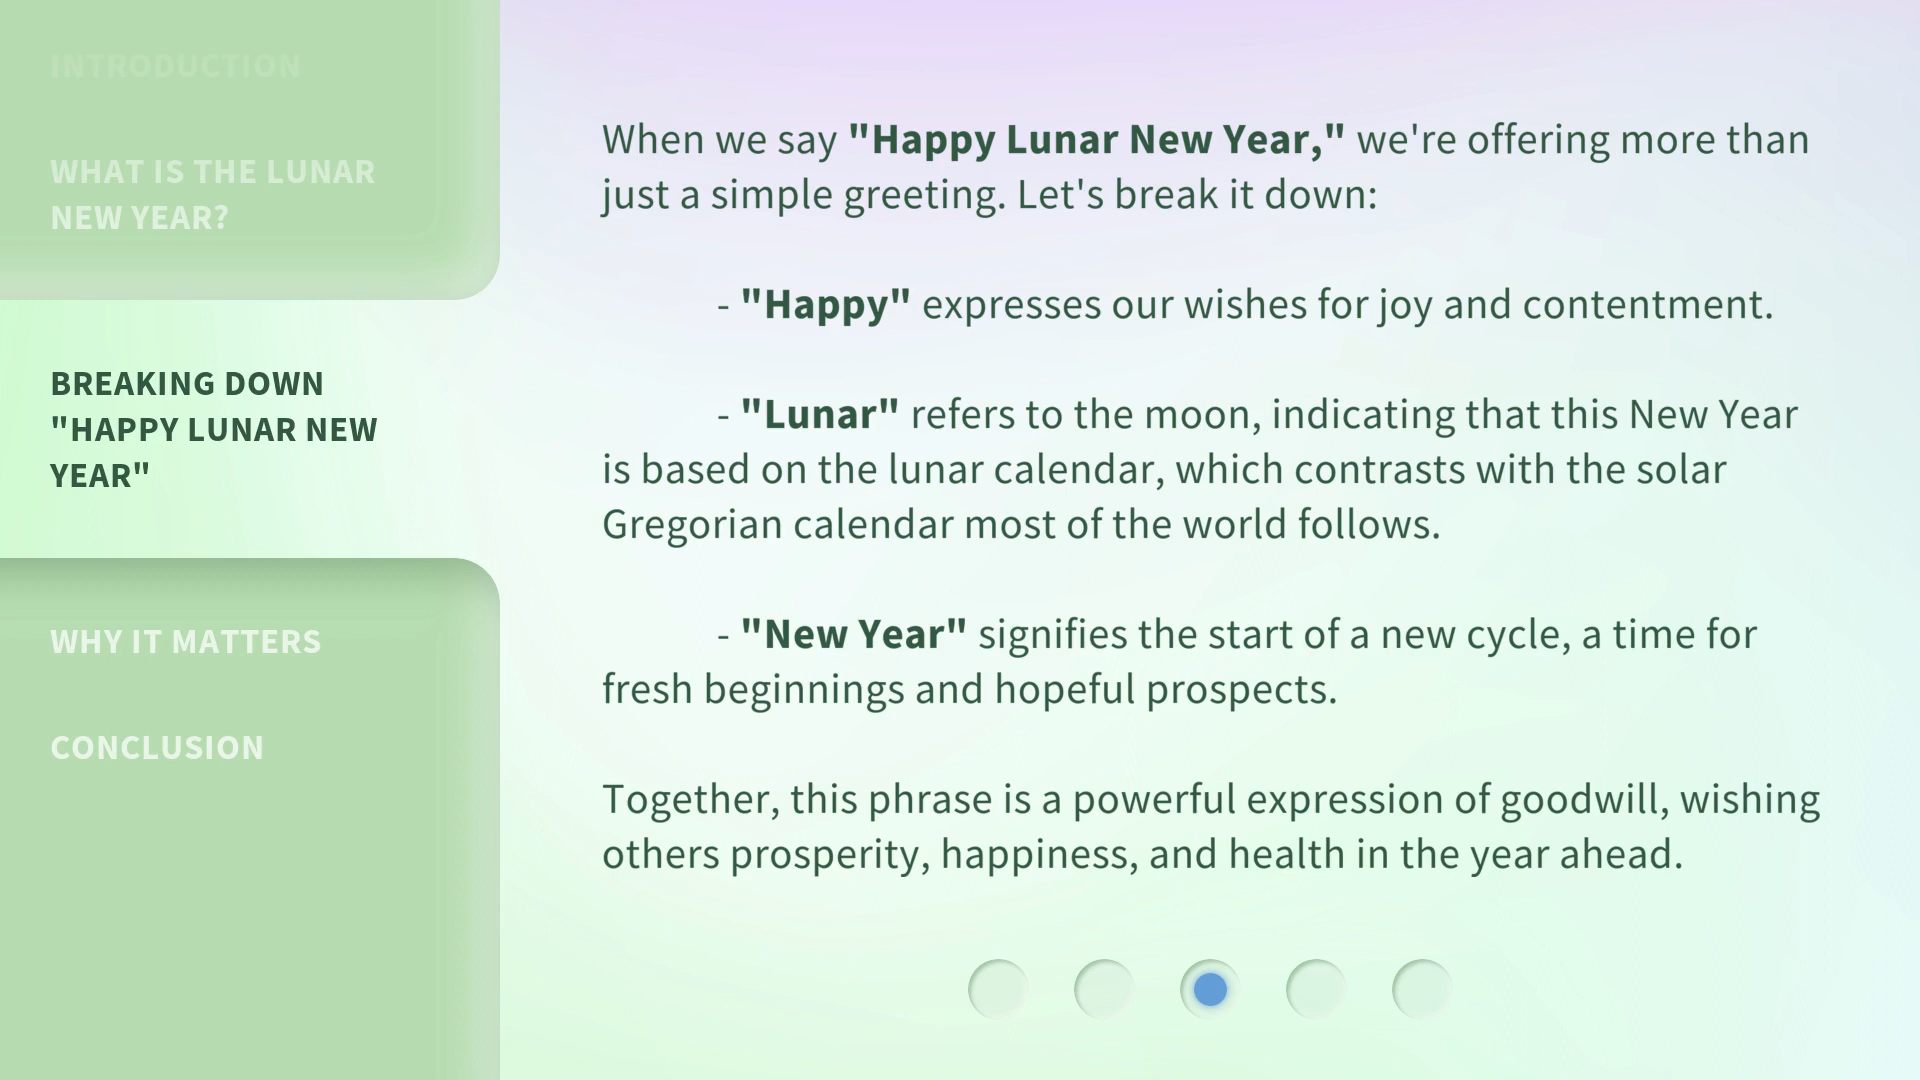 INTRODUCTION
WHAT IS THE LUNAR
NEW YEAR?
BREAKING DOWN
"HAPPY LUNAR NEW
YEAR"
WHY IT MATTERS
CONCLUSION
When we say "Happy Lunar New Year," we're offering more than
just a simple greeting. Let's break it down:
- "Happy" expresses our wishes for joy and contentment.
- "Lunar" refers to the moon, indicating that this New Year
is based on the lunar calendar, which contrasts with the solar
Gregorian calendar most of the world follows.
- "New Year" signifies the start of a new cycle, a time for
fresh beginnings and hopeful prospects.
Together, this phrase is a powerful expression of goodwill, wishing
others prosperity, happiness, and health in the year ahead.